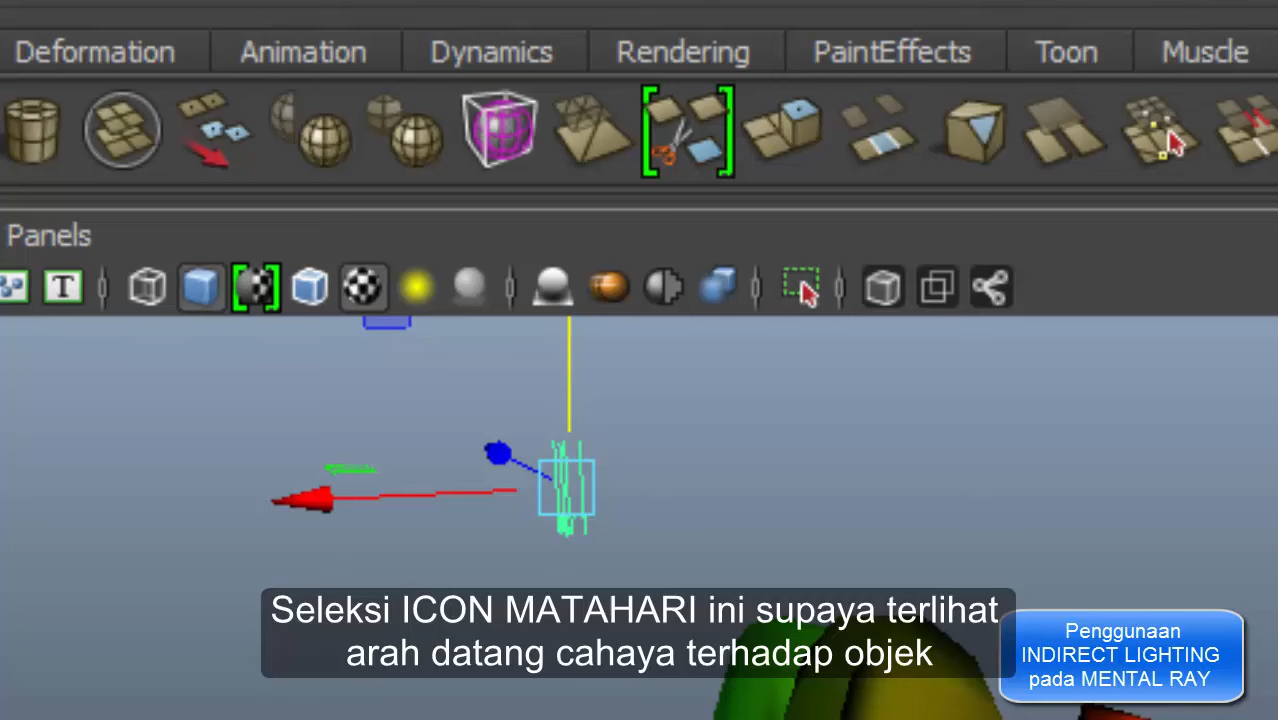 Deformation Animation Dynamics Rendering PaintEffects Toon Muscle
Panels
T
Seleksi ICON MATAHARI ini supaya terlihat
arah datang cahaya terhadap objek
Penggunaan
INDIRECT LIGHTING
pada MENTAL RAY